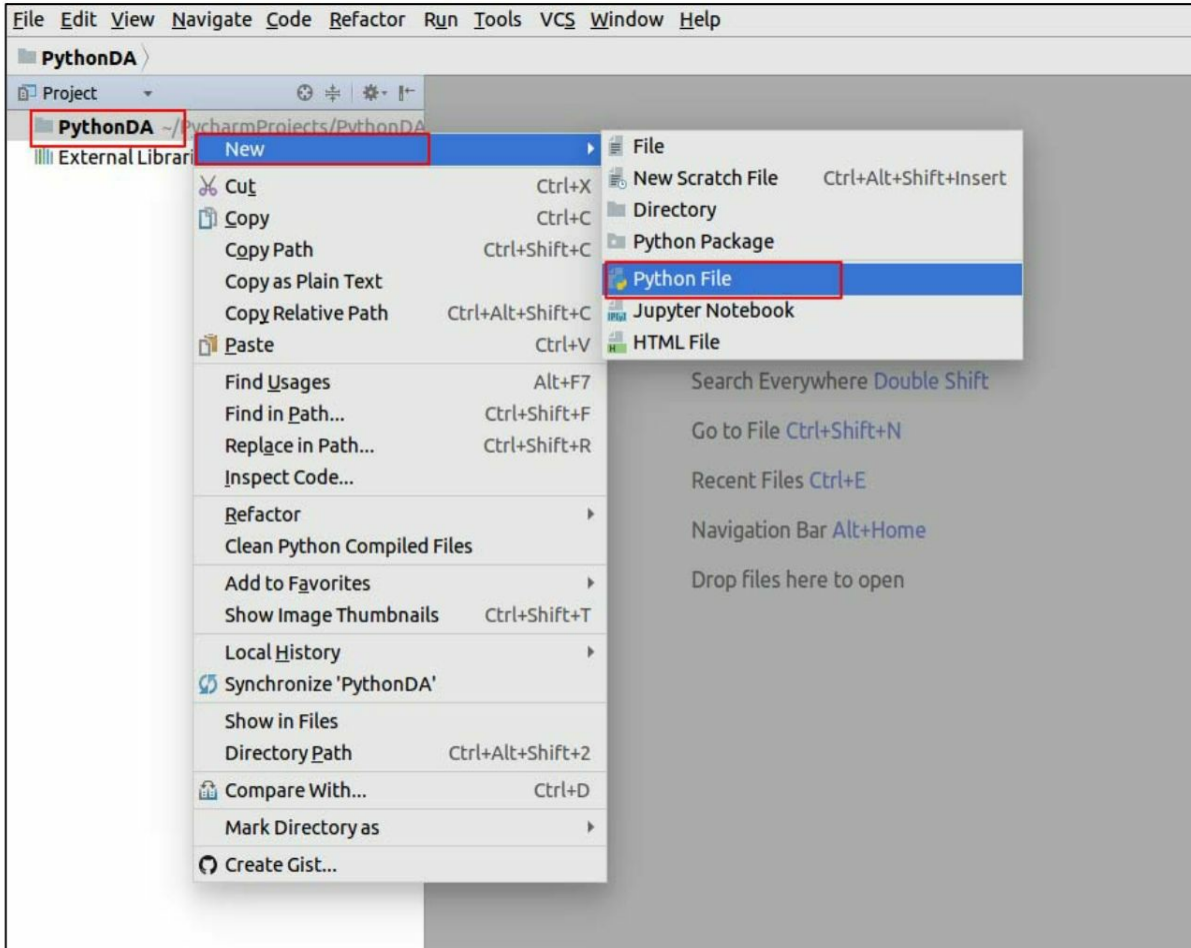 File Edit View Navigate Code Refactor Run Tools VCS Window Help
PythonDA
Project
PythonDA ~/PycharmProjects/PythonDA
External Librari
New
Cut Ctrl+X
Copy Ctrl+C
Copy Path Ctrl+Shift+C
Copy as Plain Text
Copy Relative Path Ctrl+Alt+Shift+C
Paste Ctrl+V
Find Usages Alt+F7
Find in Path... Ctrl+Shift+F
Replace in Path... Ctrl+Shift+R
Inspect Code...
Refactor
Clean Python Compiled Files
Add to Favorites
Show Image Thumbnails Ctrl+Shift+T
Local History
Synchronize 'PythonDA'
Show in Files
Directory Path Ctrl+Alt+Shift+2
Compare With... Ctrl+D
Mark Directory as
Create Gist...
File
New Scratch File Ctrl+Alt+Shift+Insert
Directory
Python Package
Python File
Jupyter Notebook
HTML File
Search Everywhere Double Shift
Go to File Ctrl+Shift+N
Recent Files Ctrl+E
Navigation Bar Alt+Home
Drop files here to open